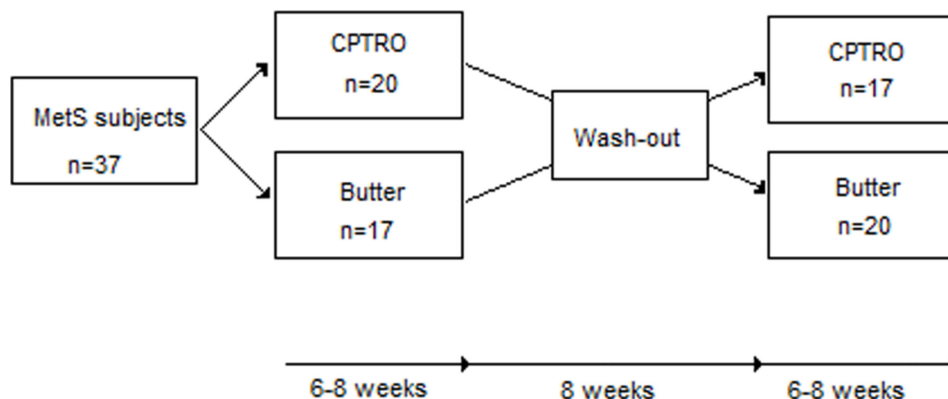 MetS subjects
n=37
CPTRO
n=20
Butter
n=17
Wash-out
CPTRO
n=17
Butter
n=20
6-8 weeks
8 weeks
6-8 weeks